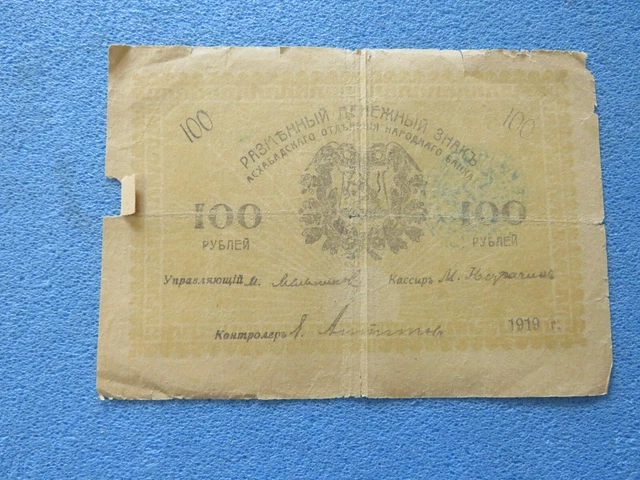 100 100
РАЗМѢННЫЙ ДЕНЕЖНЫЙ ЗНАКЪ
АСХАБАДСКАГО ОТДѢЛЕНІЯ НАРОДНАГО БАНКА
100 100
РУБЛЕЙ РУБЛЕЙ
Управляющій М. Кассиръ М.
Контролеръ
1919 г.